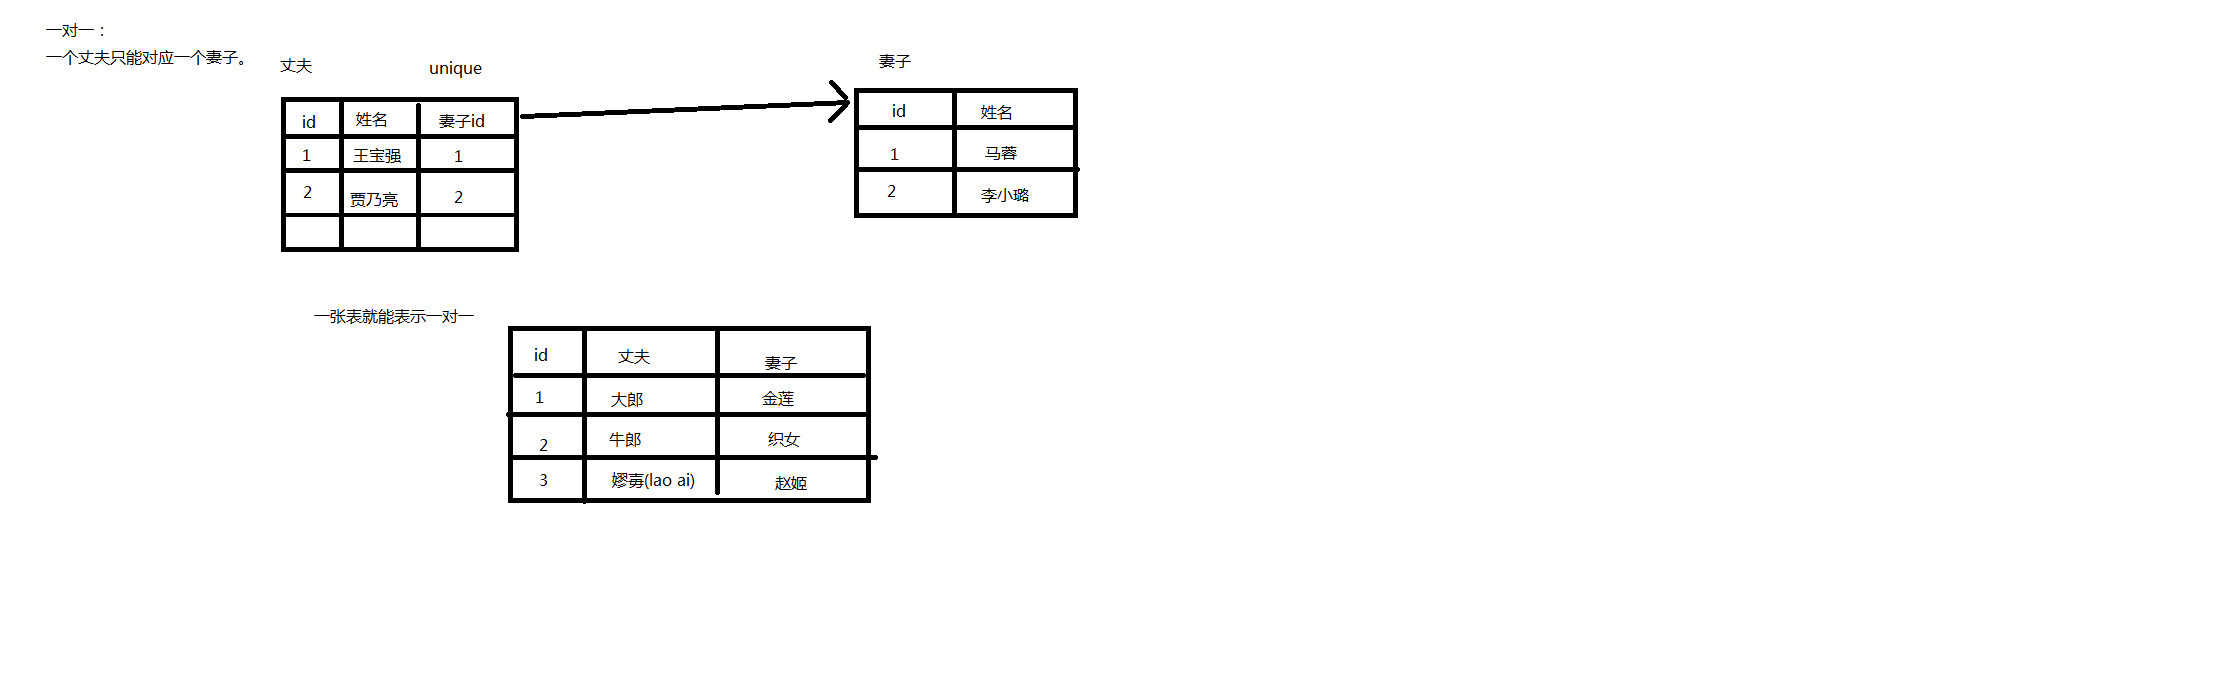 一对一：
一个丈夫只能对应一个妻子。
丈夫 unique
id 姓名 妻子id
1 王宝强 1
2 贾乃亮 2
妻子
id 姓名
1 马蓉
2 李小璐
一张表就能表示一对一
id 丈夫 妻子
1 大郎 金莲
2 牛郎 织女
3 嫪毐(lao ai) 赵姬